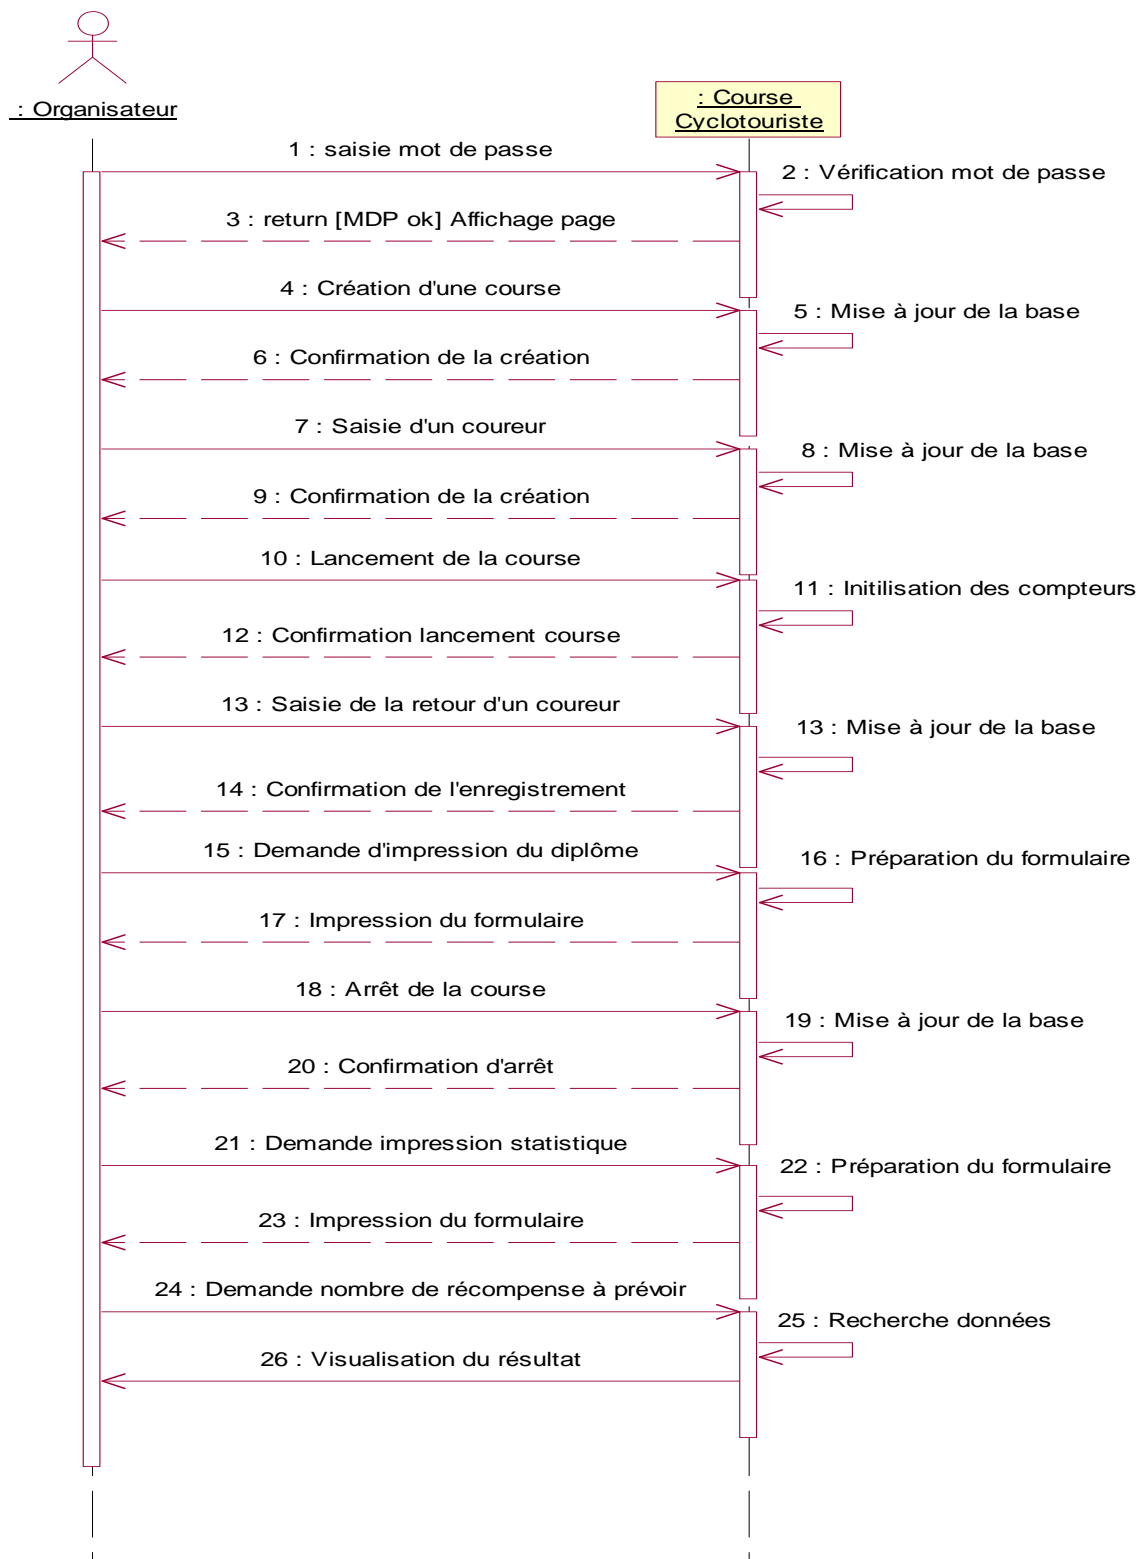 : Organisateur
: Course
Cyclotouriste
1 : saisie mot de passe
2 : Vérification mot de passe
3 : return [MDP ok] Affichage page
4 : Création d'une course
5 : Mise à jour de la base
6 : Confirmation de la création
7 : Saisie d'un coureur
8 : Mise à jour de la base
9 : Confirmation de la création
10 : Lancement de la course
11 : Initilisation des compteurs
12 : Confirmation lancement course
13 : Saisie de la retour d'un coureur
13 : Mise à jour de la base
14 : Confirmation de l'enregistrement
15 : Demande d'impression du diplôme
16 : Préparation du formulaire
17 : Impression du formulaire
18 : Arrêt de la course
19 : Mise à jour de la base
20 : Confirmation d'arrêt
21 : Demande impression statistique
22 : Préparation du formulaire
23 : Impression du formulaire
24 : Demande nombre de récompense à prévoir
25 : Recherche données
26 : Visualisation du résultat